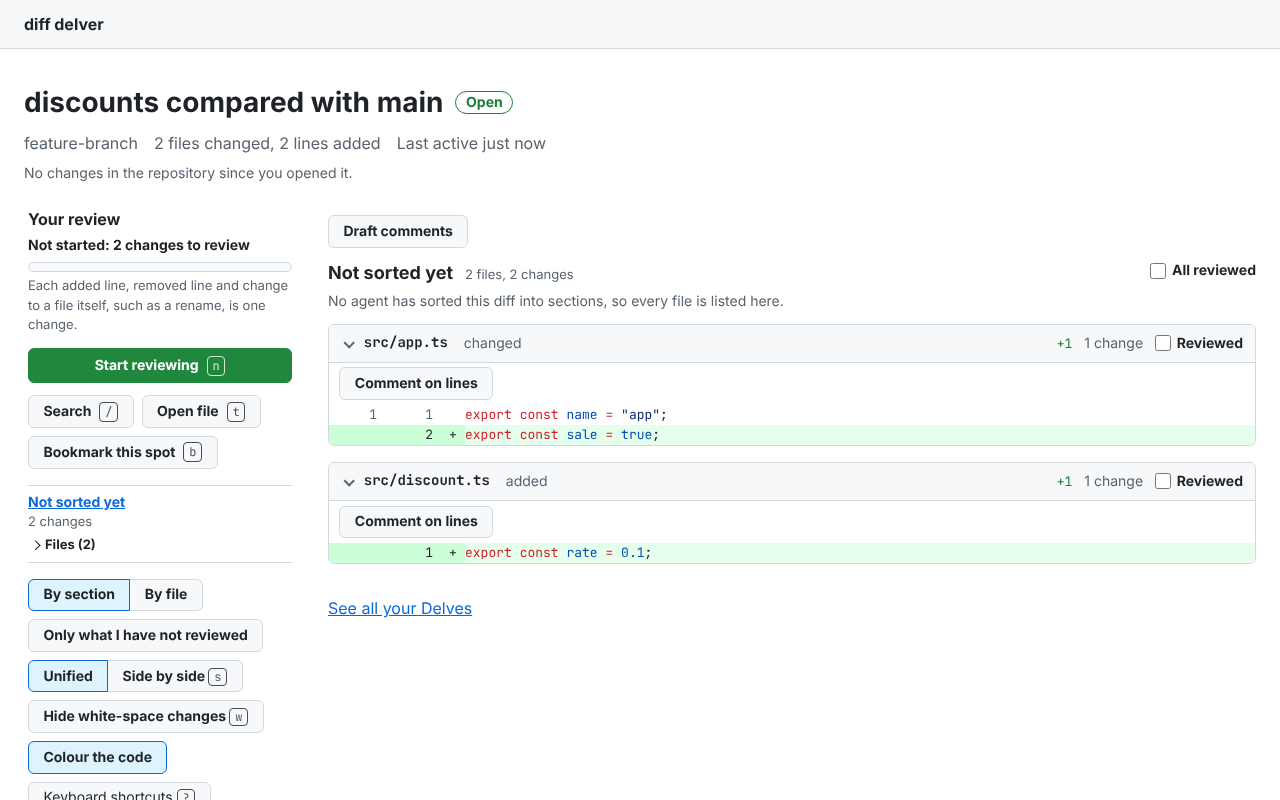 diff delver
discounts compared with main Open
feature-branch 2 files changed, 2 lines added Last active just now
No changes in the repository since you opened it.
Your review
Not started: 2 changes to review
Each added line, removed line and change
to a file itself, such as a rename, is one
change.
Start reviewing n
Search / Open file t
Bookmark this spot b
Not sorted yet
2 changes
Files (2)
By section By file
Only what I have not reviewed
Unified Side by side s
Hide white-space changes w
Colour the code
Keyboard shortcuts ?
Draft comments
Not sorted yet 2 files, 2 changes All reviewed
No agent has sorted this diff into sections, so every file is listed here.
src/app.ts changed +1 1 change Reviewed
Comment on lines
1 1 export const name = "app";
2 + export const sale = true;
src/discount.ts added +1 1 change Reviewed
Comment on lines
1 + export const rate = 0.1;
See all your Delves